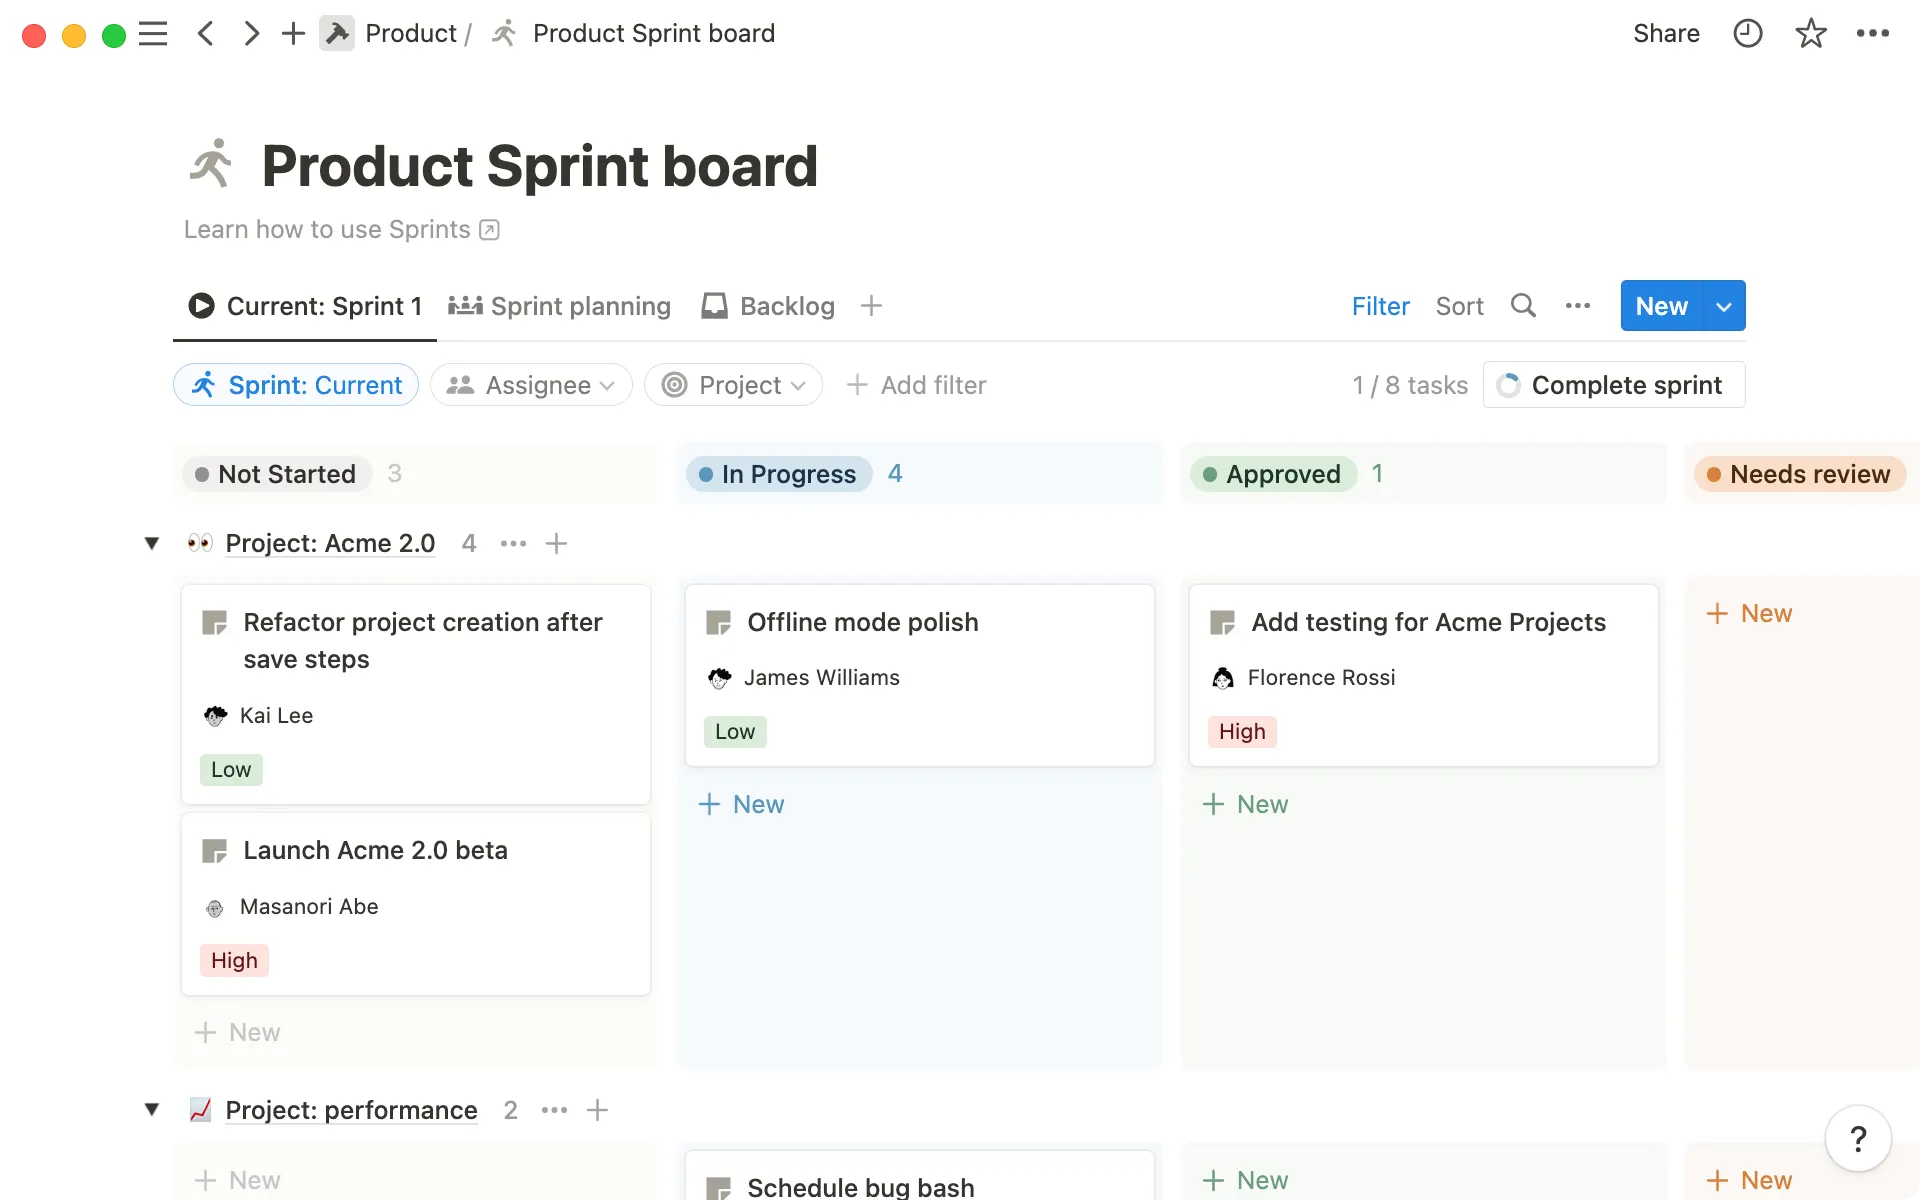 Product / Product Sprint board
Share
Product Sprint board
Learn how to use Sprints
Current: Sprint 1 Sprint planning Backlog
Filter Sort New
Sprint: Current Assignee Project Add filter
1 / 8 tasks Complete sprint
Not Started 3
In Progress 4
Approved 1
Needs review
Project: Acme 2.0 4
Refactor project creation after
save steps
Kai Lee
Low
Launch Acme 2.0 beta
Masanori Abe
High
New
Offline mode polish
James Williams
Low
New
Add testing for Acme Projects
Florence Rossi
High
New
New
Project: performance 2
New
Schedule bug bash
New
New
?